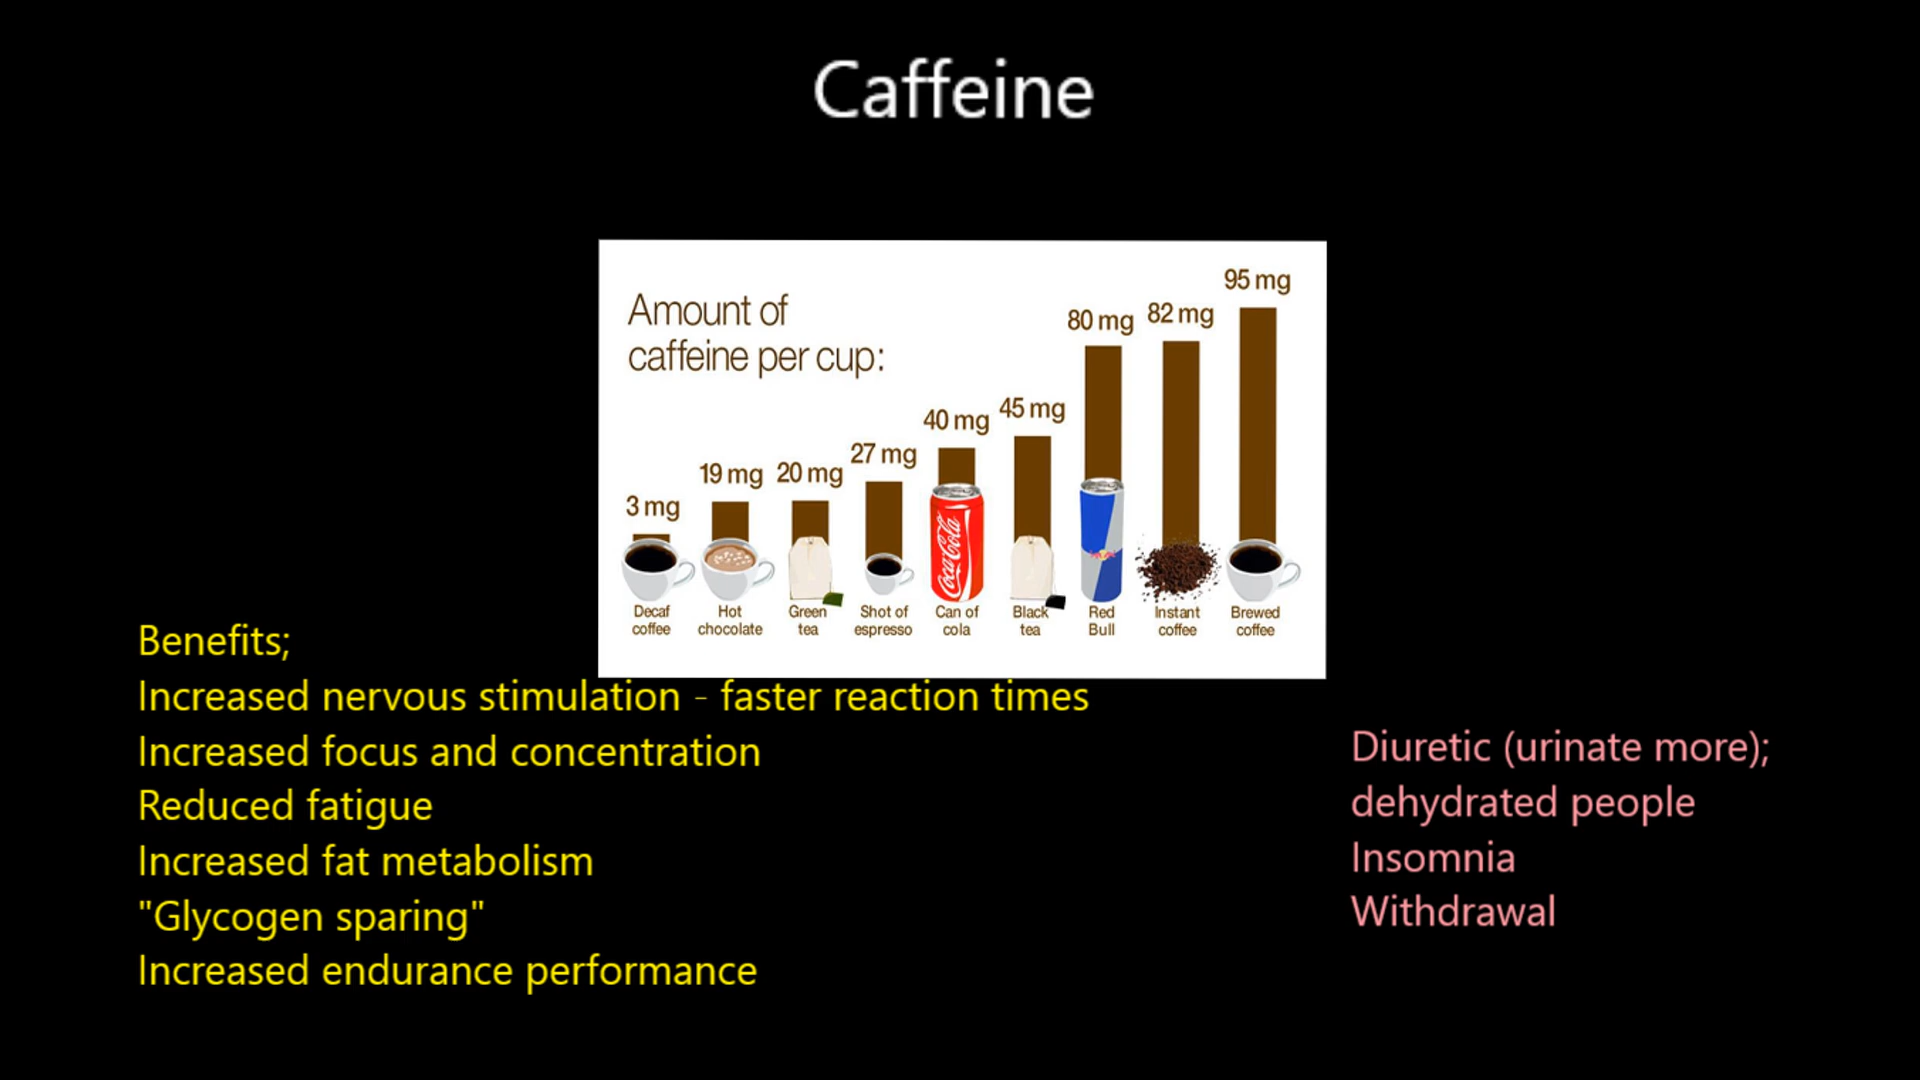 Caffeine
Amount of
caffeine per cup:
3 mg
19 mg
20 mg
27 mg
40 mg
45 mg
80 mg
82 mg
95 mg
Coca-Cola
Decaf
coffee
Hot
chocolate
Green
tea
Shot of
espresso
Can of
cola
Black
tea
Red
Bull
Instant
coffee
Brewed
coffee
Benefits;
Increased nervous stimulation - faster reaction times
Increased focus and concentration
Reduced fatigue
Increased fat metabolism
"Glycogen sparing"
Increased endurance performance
Diuretic (urinate more);
dehydrated people
Insomnia
Withdrawal